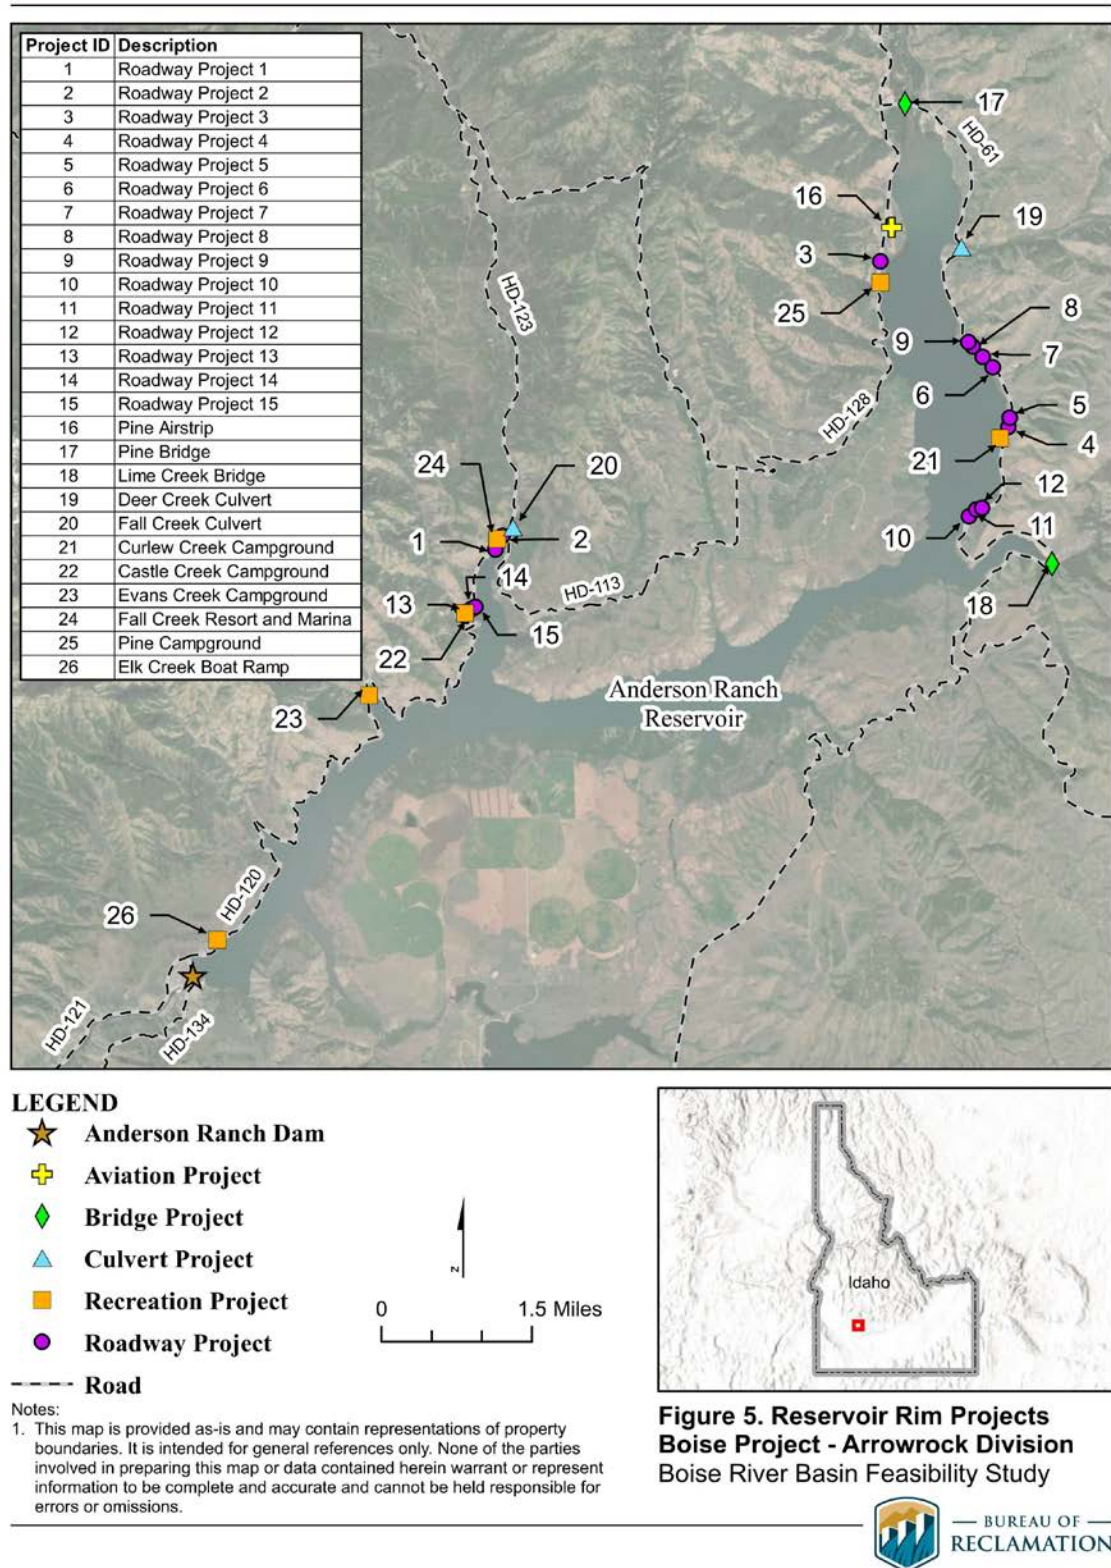 Project ID Description
1 Roadway Project 1
2 Roadway Project 2
3 Roadway Project 3
4 Roadway Project 4
5 Roadway Project 5
6 Roadway Project 6
7 Roadway Project 7
8 Roadway Project 8
9 Roadway Project 9
10 Roadway Project 10
11 Roadway Project 11
12 Roadway Project 12
13 Roadway Project 13
14 Roadway Project 14
15 Roadway Project 15
16 Pine Airstrip
17 Pine Bridge
18 Lime Creek Bridge
19 Deer Creek Culvert
20 Fall Creek Culvert
21 Curlew Creek Campground
22 Castle Creek Campground
23 Evans Creek Campground
24 Fall Creek Resort and Marina
25 Pine Campground
26 Elk Creek Boat Ramp
17
HD-61
16
19
3
HD-123
25
8
9
7
6
HD-128
5
21
4
24
20
12
1
2
10
11
14
HD-113
13
15
18
22
Anderson Ranch
Reservoir
23
HD-120
26
HD-121
HD-134
LEGEND
Anderson Ranch Dam
Aviation Project
Bridge Project
Culvert Project
Recreation Project
Roadway Project
Road
z
0 1.5 Miles
Idaho
Notes:
1. This map is provided as-is and may contain representations of property
boundaries. It is intended for general references only. None of the parties
involved in preparing this map or data contained herein warrant or represent
information to be complete and accurate and cannot be held responsible for
errors or omissions.
Figure 5. Reservoir Rim Projects
Boise Project - Arrowrock Division
Boise River Basin Feasibility Study
BUREAU OF
RECLAMATION